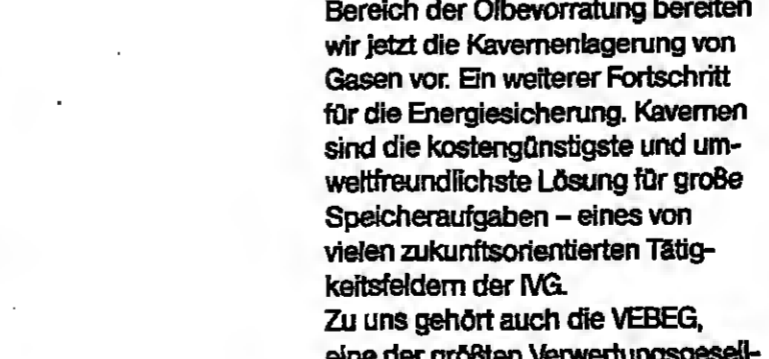 Bereich der Ölbevorratung bereiten
wir jetzt die Kavernenlagerung von
Gasen vor. Ein weiterer Fortschritt
für die Energiesicherung. Kavernen
sind die kostengünstigste und um-
weltfreundlichste Lösung für große
Speicheraufgaben – eines von
vielen zukunftsorientierten Tätig-
keitsfeldern der IVG.
Zu uns gehört auch die VEBEG,
eine der größten Verwertungsgesell-